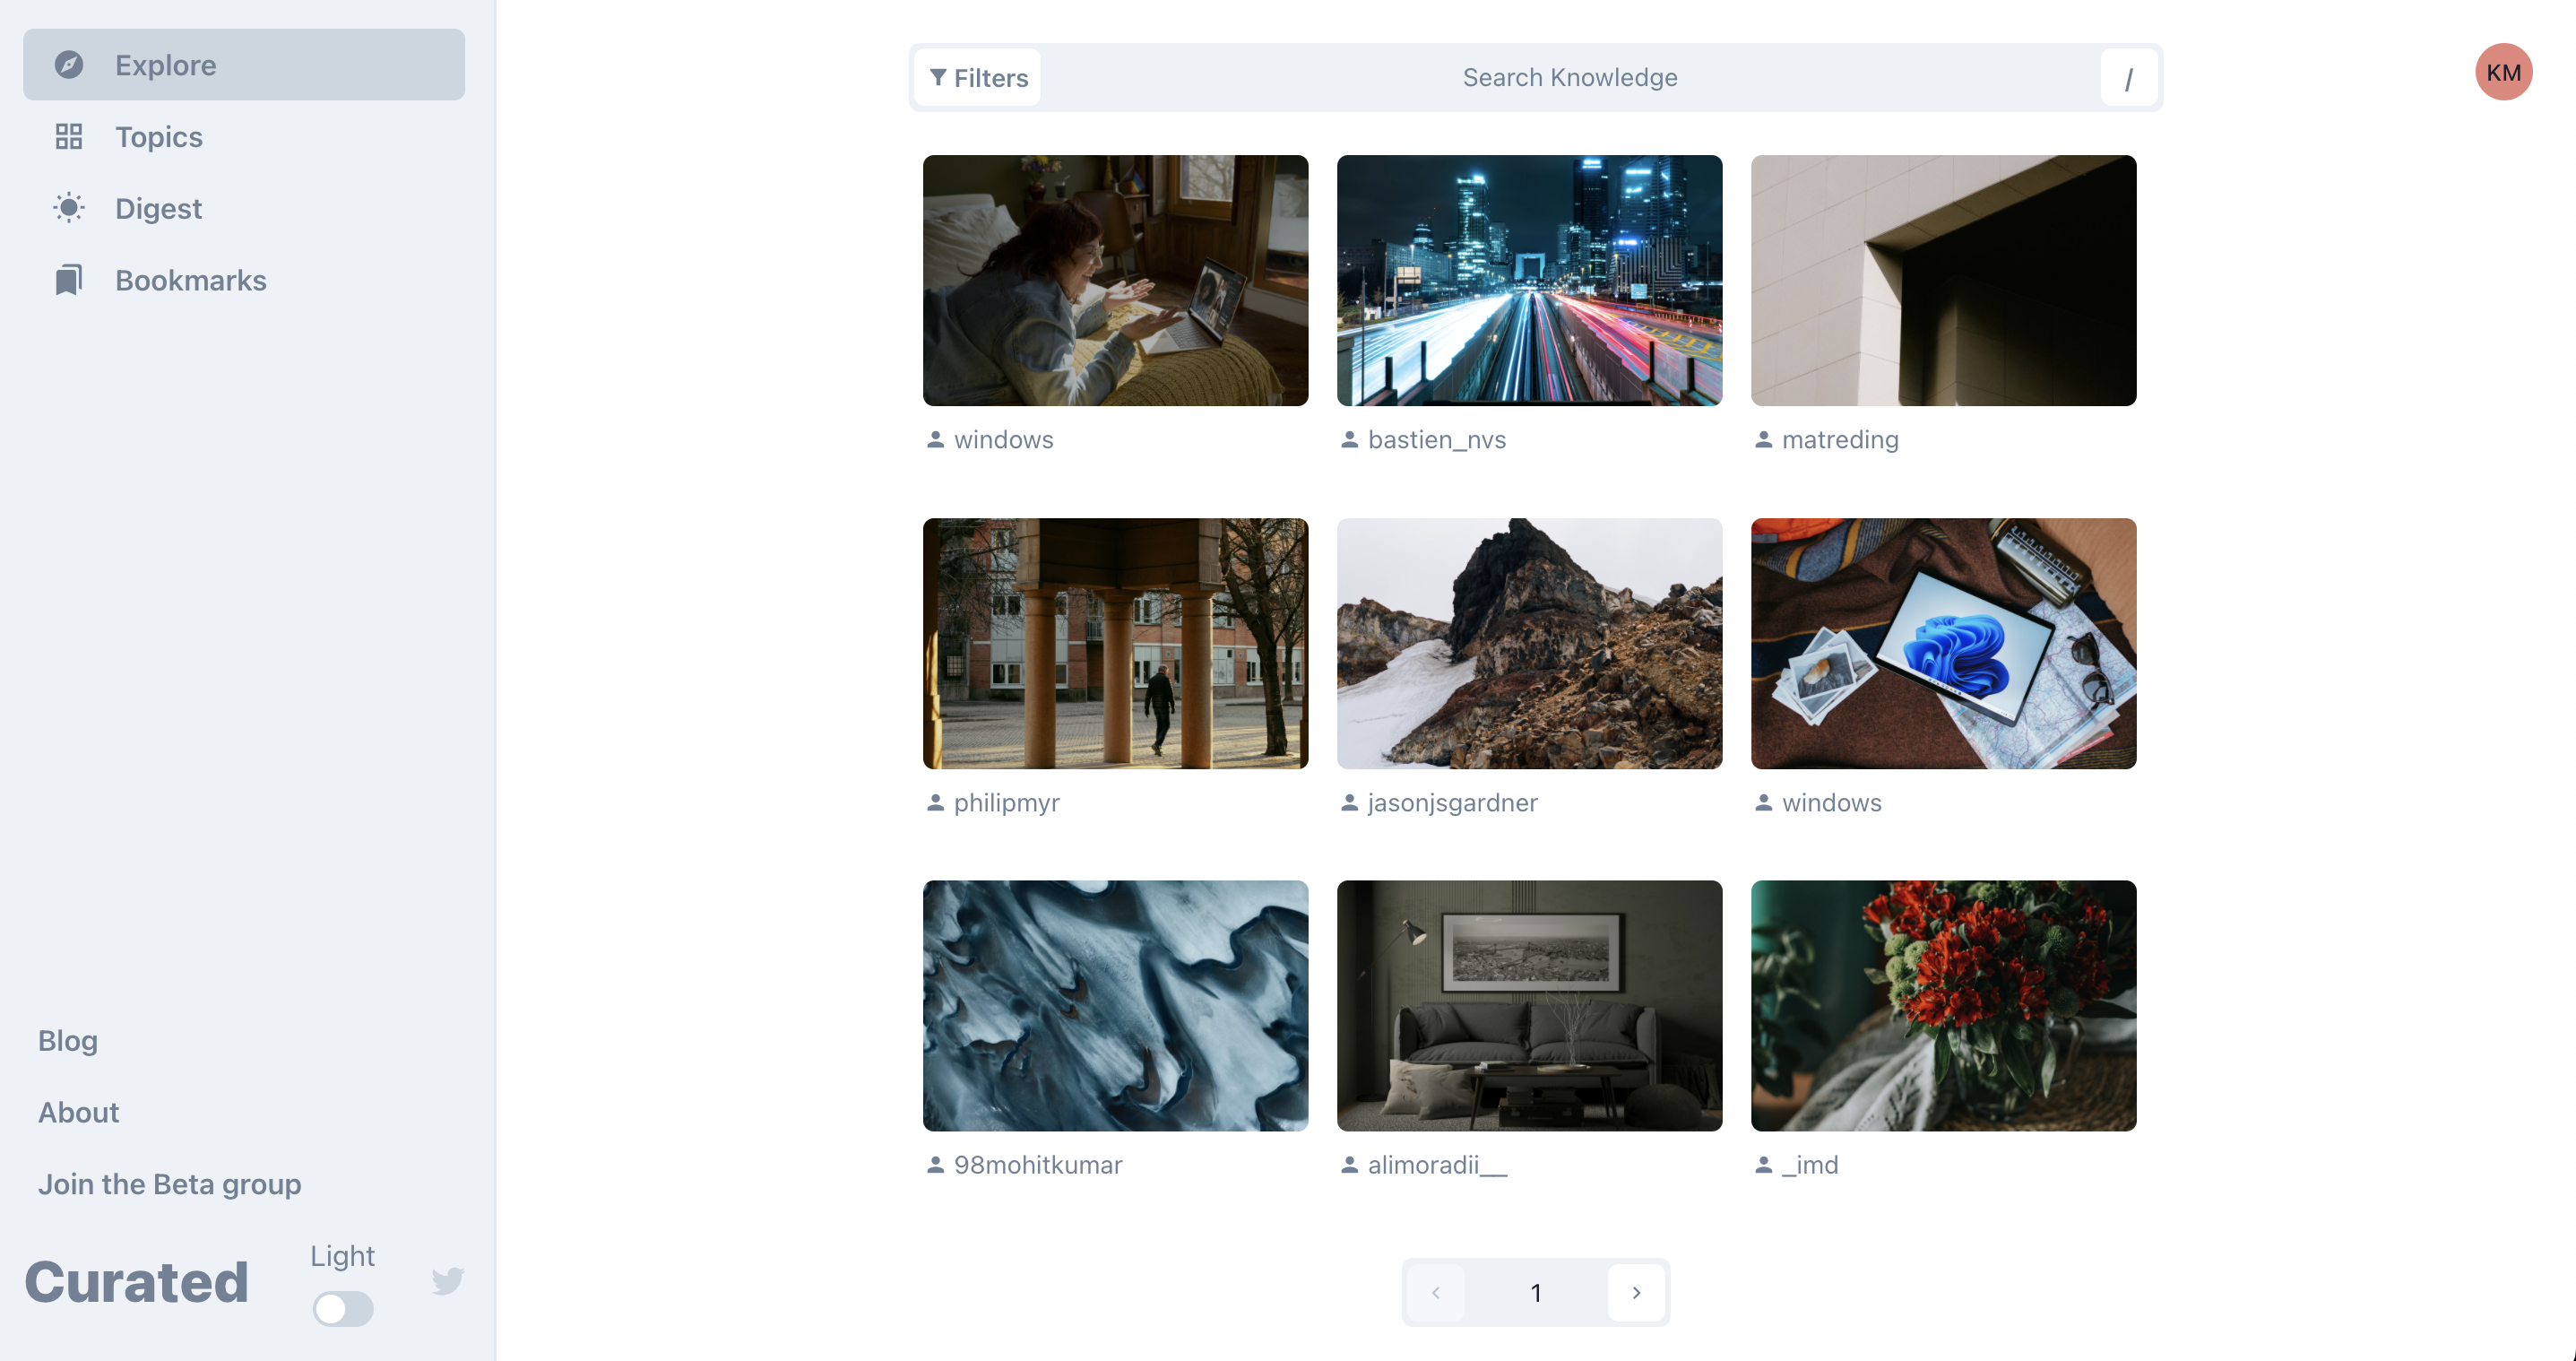 Explore
Topics
Digest
Bookmarks
Blog
About
Join the Beta group
Curated
Light
Filters
Search Knowledge
/
KM
windows
bastien_nvs
matreding
philipmyr
jasonjsgardner
windows
98mohitkumar
alimoradii__
_imd
1